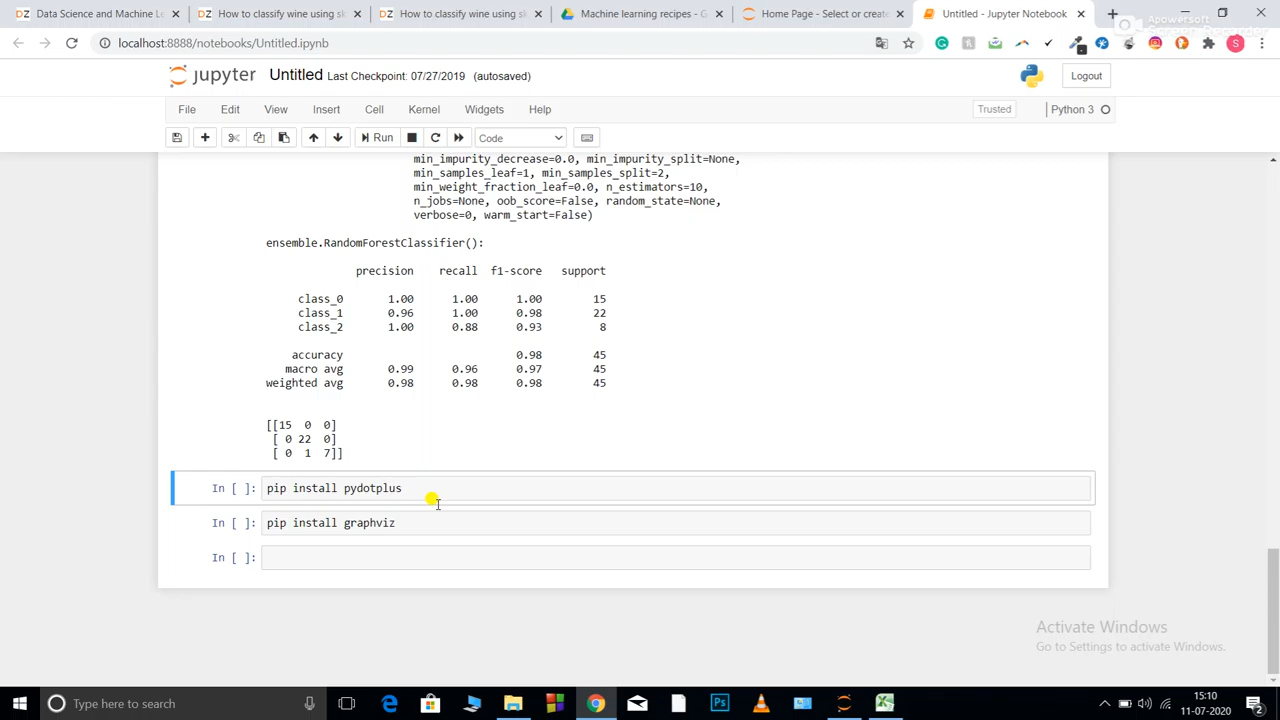 Data Science and Machine Le
How to classify wine using sk
How to classify wine using sk
Machine learning recipes - G
Home Page - Select or create
Untitled - Jupyter Notebook
localhost:8888/notebooks/Untitled.ipynb
S
Apowersoft
Screen Recorder
jupyter Untitled Last Checkpoint: 07/27/2019 (autosaved)
Logout
File Edit View Insert Cell Kernel Widgets Help
Trusted
Python 3
Run
Code
min_impurity_decrease=0.0, min_impurity_split=None,
min_samples_leaf=1, min_samples_split=2,
min_weight_fraction_leaf=0.0, n_estimators=10,
n_jobs=None, oob_score=False, random_state=None,
verbose=0, warm_start=False)
ensemble.RandomForestClassifier():
precision recall f1-score support
class_0 1.00 1.00 1.00 15
class_1 0.96 1.00 0.98 22
class_2 1.00 0.88 0.93 8
accuracy 0.98 45
macro avg 0.99 0.96 0.97 45
weighted avg 0.98 0.98 0.98 45
[[15 0 0]
[ 0 22 0]
[ 0 1 7]]
In [ ]: pip install pydotplus
In [ ]: pip install graphviz
In [ ]:
Activate Windows
Go to Settings to activate Windows.
Type here to search
Ps
15:10
11-07-2020
2